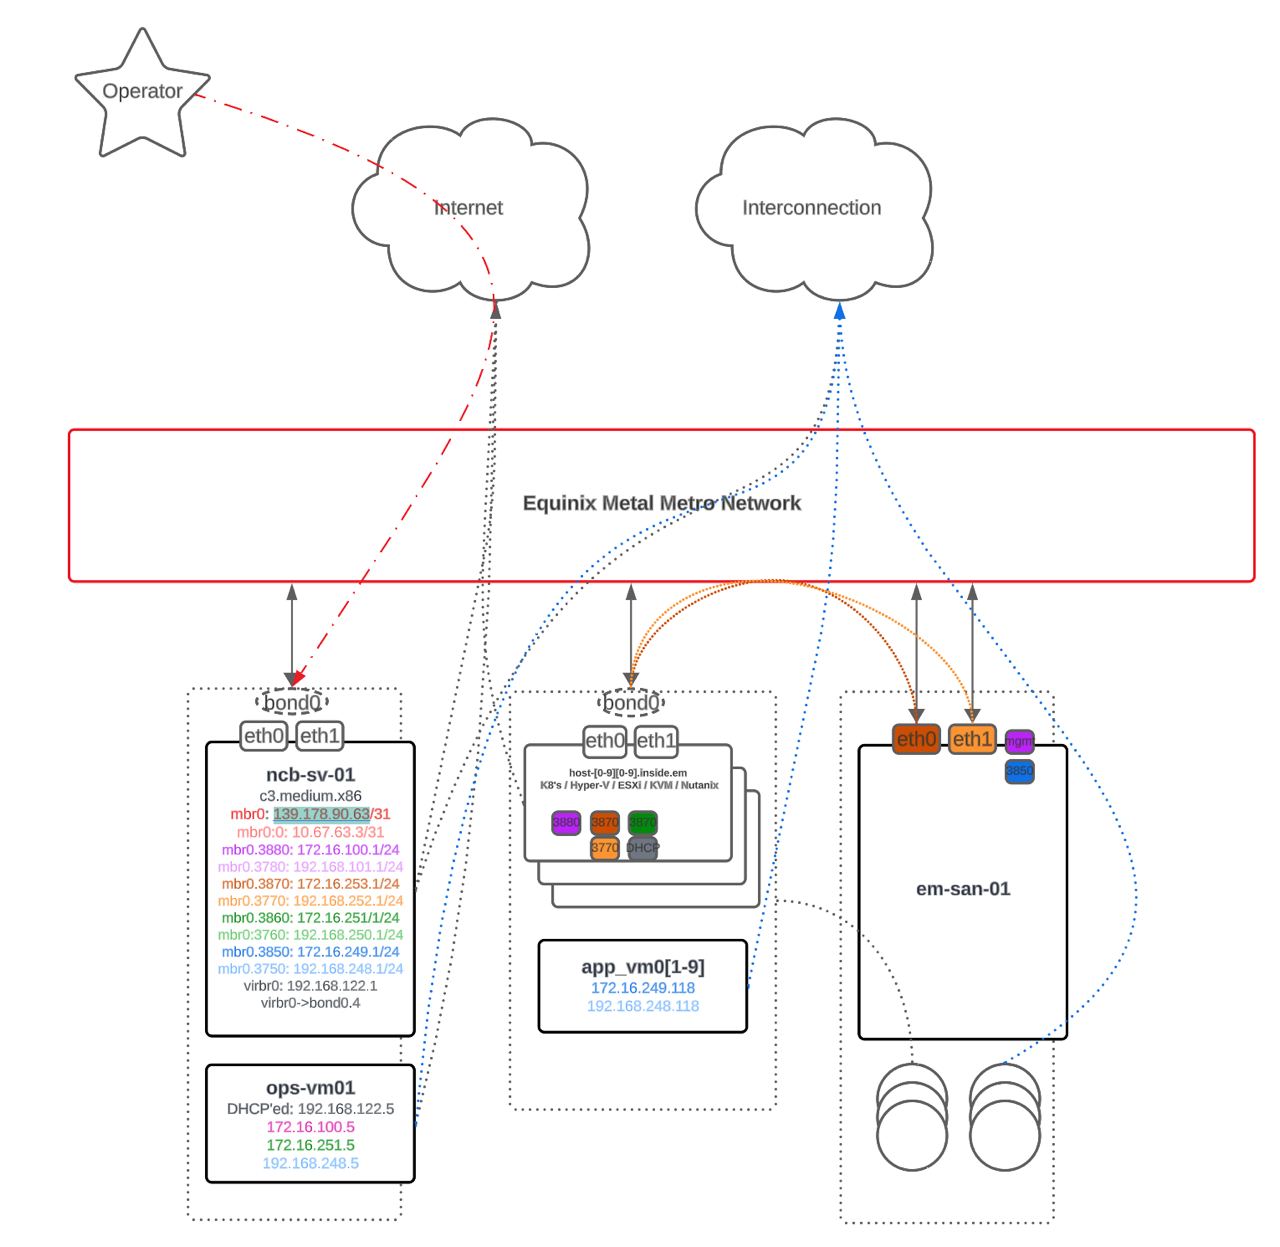 Operator
Internet
Interconnection
Equinix Metal Metro Network
bond0
eth0
eth1
ncb-sv-01
c3.medium.x86
mbr0: 139.178.90.63/31
mbr0:0: 10.67.63.3/31
mbr0.3880: 172.16.100.1/24
mbr0.3780: 192.168.101.1/24
mbr0.3870: 172.16.253.1/24
mbr0.3770: 192.168.252.1/24
mbr0.3860: 172.16.251/1/24
mbr0:3760: 192.168.250.1/24
mbr0.3850: 172.16.249.1/24
mbr0.3750: 192.168.248.1/24
virbr0: 192.168.122.1
virbr0->bond0.4
ops-vm01
DHCP'ed: 192.168.122.5
172.16.100.5
172.16.251.5
192.168.248.5
bond0
eth0
eth1
host-[0-9][0-9].inside.em
K8's / Hyper-V / ESXi / KVM / Nutanix
3880
3870
3870
3770
DHCP
app_vm0[1-9]
172.16.249.118
192.168.248.118
eth0
eth1
mgmt
3850
em-san-01